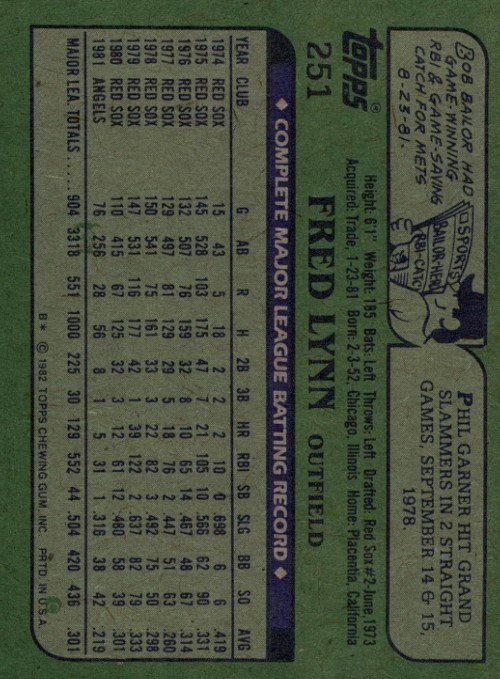 BOB BAILOR HAD
GAME-WINNING
RBI & GAME-SAVING
CATCH FOR METS
8-23-81.
SPORTS
BAILOR-HERO
RBI-CATCH
PHIL GARNER HIT GRAND
SLAMMERS IN 2 STRAIGHT
GAMES, SEPTEMBER 14 & 15,
1978.
Topps®
251
Height: 6'1" Weight: 185 Bats: Left Throws: Left Drafted: Red Sox #2-June, 1973
Acquired: Trade, 1-23-81 Born: 2-3-52, Chicago, Illinois Home: Placentia, California
FRED LYNN OUTFIELD
◆ COMPLETE MAJOR LEAGUE BATTING RECORD ◆
YEAR CLUB G AB R H 2B 3B HR RBI SB SLG BB SO AVG
1974 RED SOX 15 43 5 18 2 2 2 10 0 .698 6 6 .419
1975 RED SOX 145 528 103 175 47 7 21 105 10 .566 62 90 .331
1976 RED SOX 132 507 76 159 32 8 10 65 14 .467 48 67 .314
1977 RED SOX 129 497 81 129 29 5 18 76 2 .447 51 63 .260
1978 RED SOX 150 541 75 161 33 3 22 82 3 .492 75 50 .298
1979 RED SOX 147 531 116 177 42 1 39 122 2 .637 82 79 .333
1980 RED SOX 110 415 67 125 32 3 12 61 12 .480 58 39 .301
1981 ANGELS 76 256 28 56 8 1 5 31 1 .316 38 42 .219
MAJOR LEA. TOTALS ..... 904 3318 551 1000 225 30 129 552 44 .504 420 436 .301
B* © 1982 TOPPS CHEWING GUM, INC. PRTD. IN U.S.A.